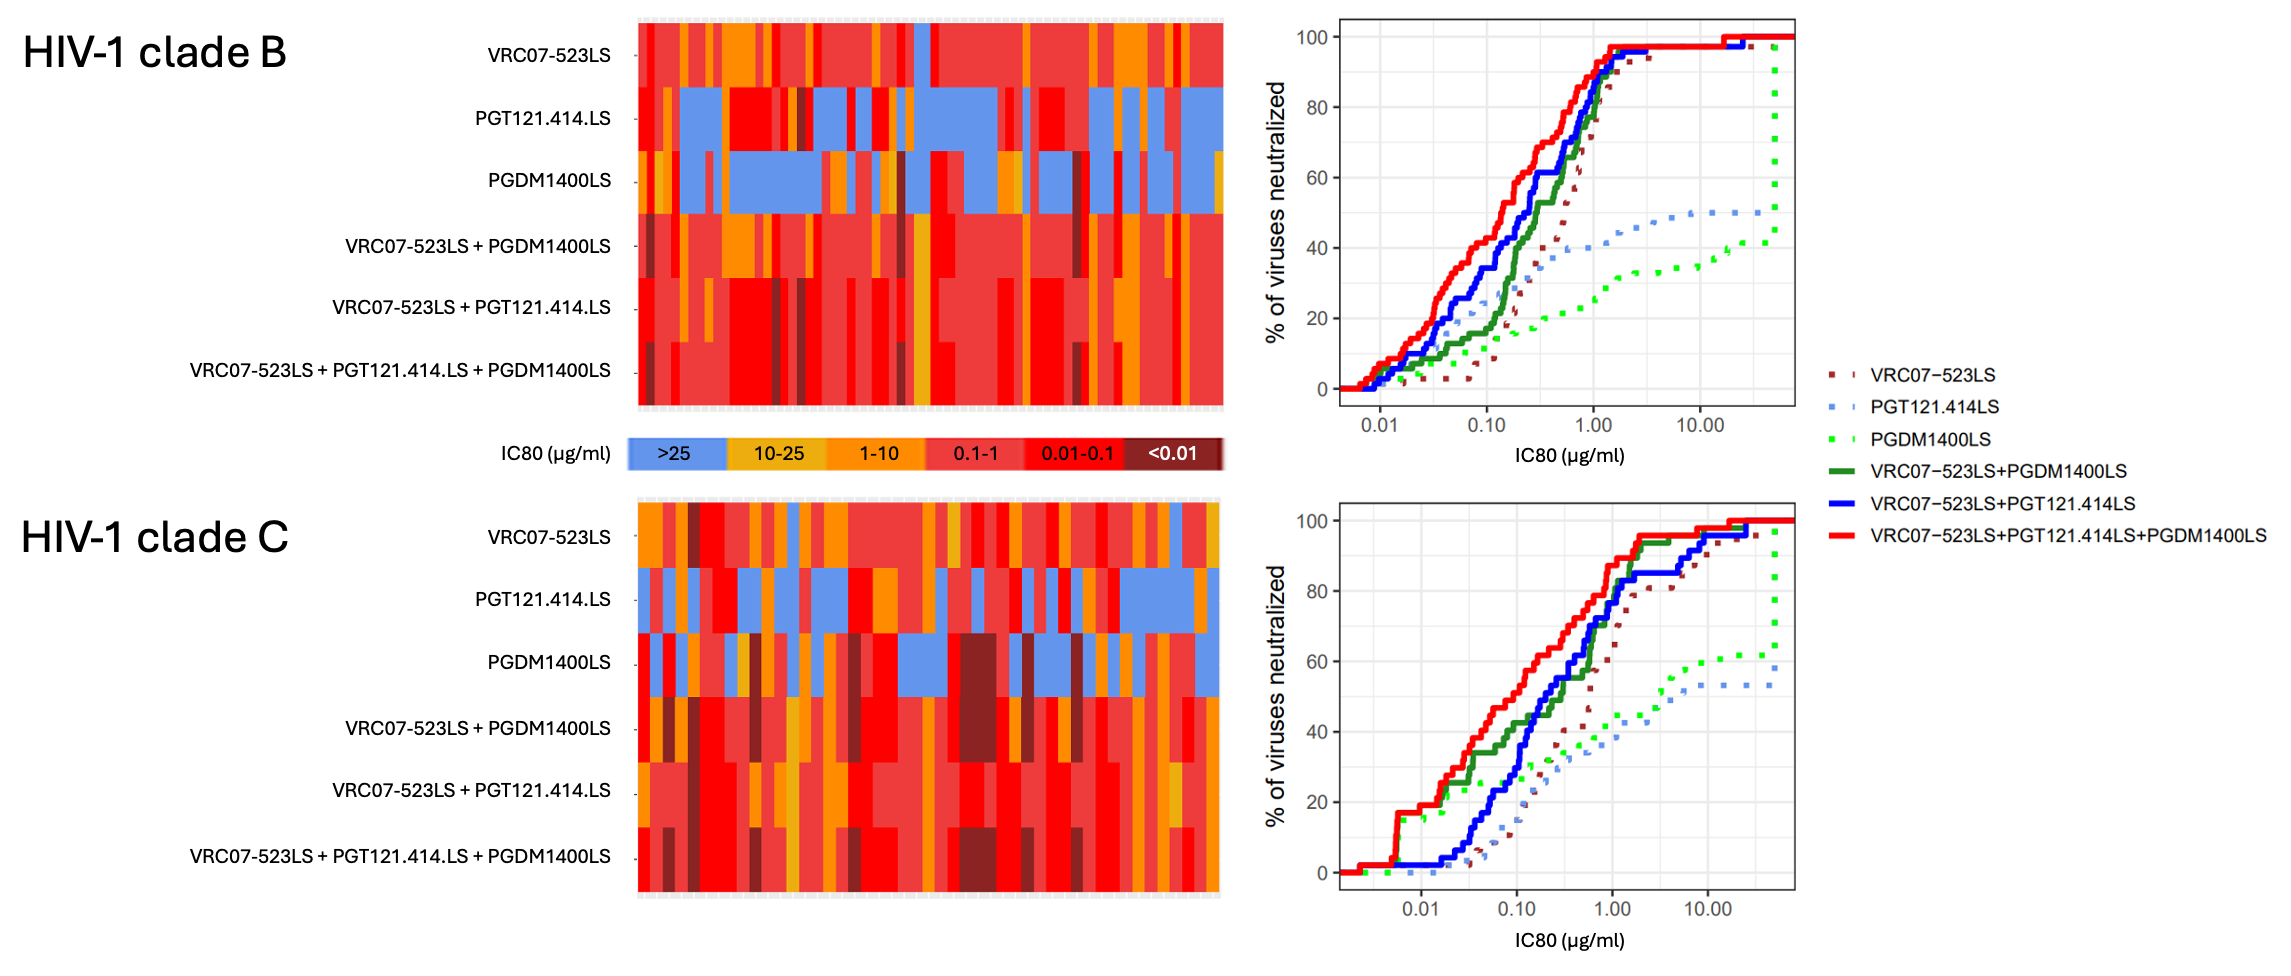 HIV-1 clade B
VRC07-523LS
PGT121.414.LS
PGDM1400LS
VRC07-523LS + PGDM1400LS
VRC07-523LS + PGT121.414.LS
VRC07-523LS + PGT121.414.LS + PGDM1400LS
% of viruses neutralized
100
80
60
40
20
0
0.01 0.10 1.00 10.00
IC80 (µg/ml)
IC80 (µg/ml) >25 10-25 1-10 0.1-1 0.01-0.1 <0.01
VRC07−523LS
PGT121.414LS
PGDM1400LS
VRC07−523LS+PGDM1400LS
VRC07−523LS+PGT121.414LS
VRC07−523LS+PGT121.414LS+PGDM1400LS
HIV-1 clade C
VRC07-523LS
PGT121.414.LS
PGDM1400LS
VRC07-523LS + PGDM1400LS
VRC07-523LS + PGT121.414.LS
VRC07-523LS + PGT121.414.LS + PGDM1400LS
% of viruses neutralized
100
80
60
40
20
0
0.01 0.10 1.00 10.00
IC80 (µg/ml)